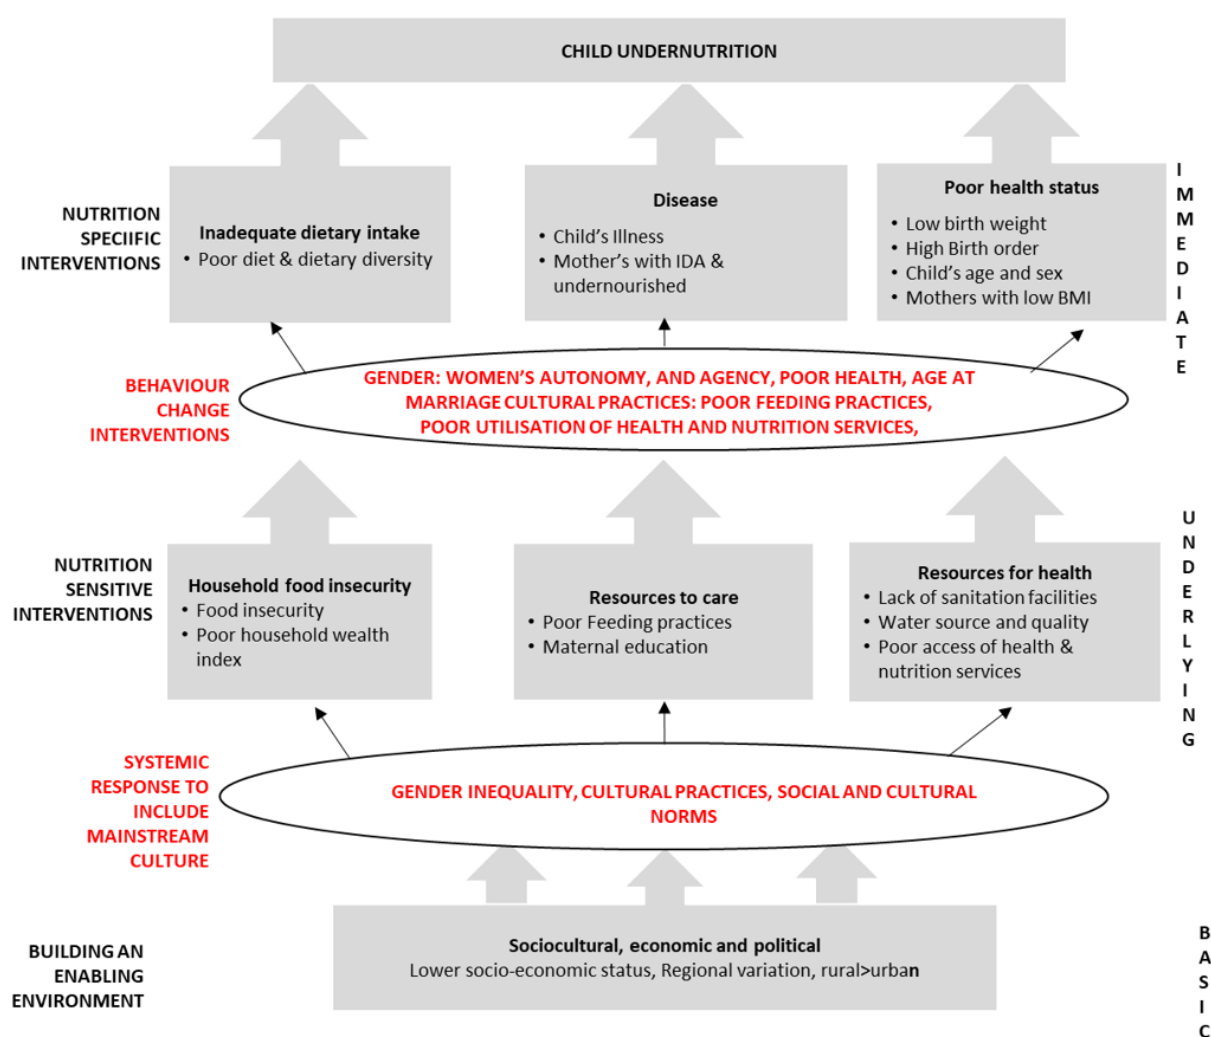 CHILD UNDERNUTRITION
NUTRITION
SPECIIFIC
INTERVENTIONS
Inadequate dietary intake
• Poor diet & dietary diversity
Disease
• Child's Illness
• Mother's with IDA &
undernourished
Poor health status
• Low birth weight
• High Birth order
• Child's age and sex
• Mothers with low BMI
IMMEDIATE
BEHAVIOUR
CHANGE
INTERVENTIONS
GENDER: WOMEN'S AUTONOMY, AND AGENCY, POOR HEALTH, AGE AT
MARRIAGE CULTURAL PRACTICES: POOR FEEDING PRACTICES,
POOR UTILISATION OF HEALTH AND NUTRITION SERVICES,
NUTRITION
SENSITIVE
INTERVENTIONS
Household food insecurity
• Food insecurity
• Poor household wealth
index
Resources to care
• Poor Feeding practices
• Maternal education
Resources for health
• Lack of sanitation facilities
• Water source and quality
• Poor access of health &
nutrition services
UNDERLYING
SYSTEMIC
RESPONSE TO
INCLUDE
MAINSTREAM
CULTURE
GENDER INEQUALITY, CULTURAL PRACTICES, SOCIAL AND CULTURAL
NORMS
BUILDING AN
ENABLING
ENVIRONMENT
Sociocultural, economic and political
Lower socio-economic status, Regional variation, rural>urban
BASIC